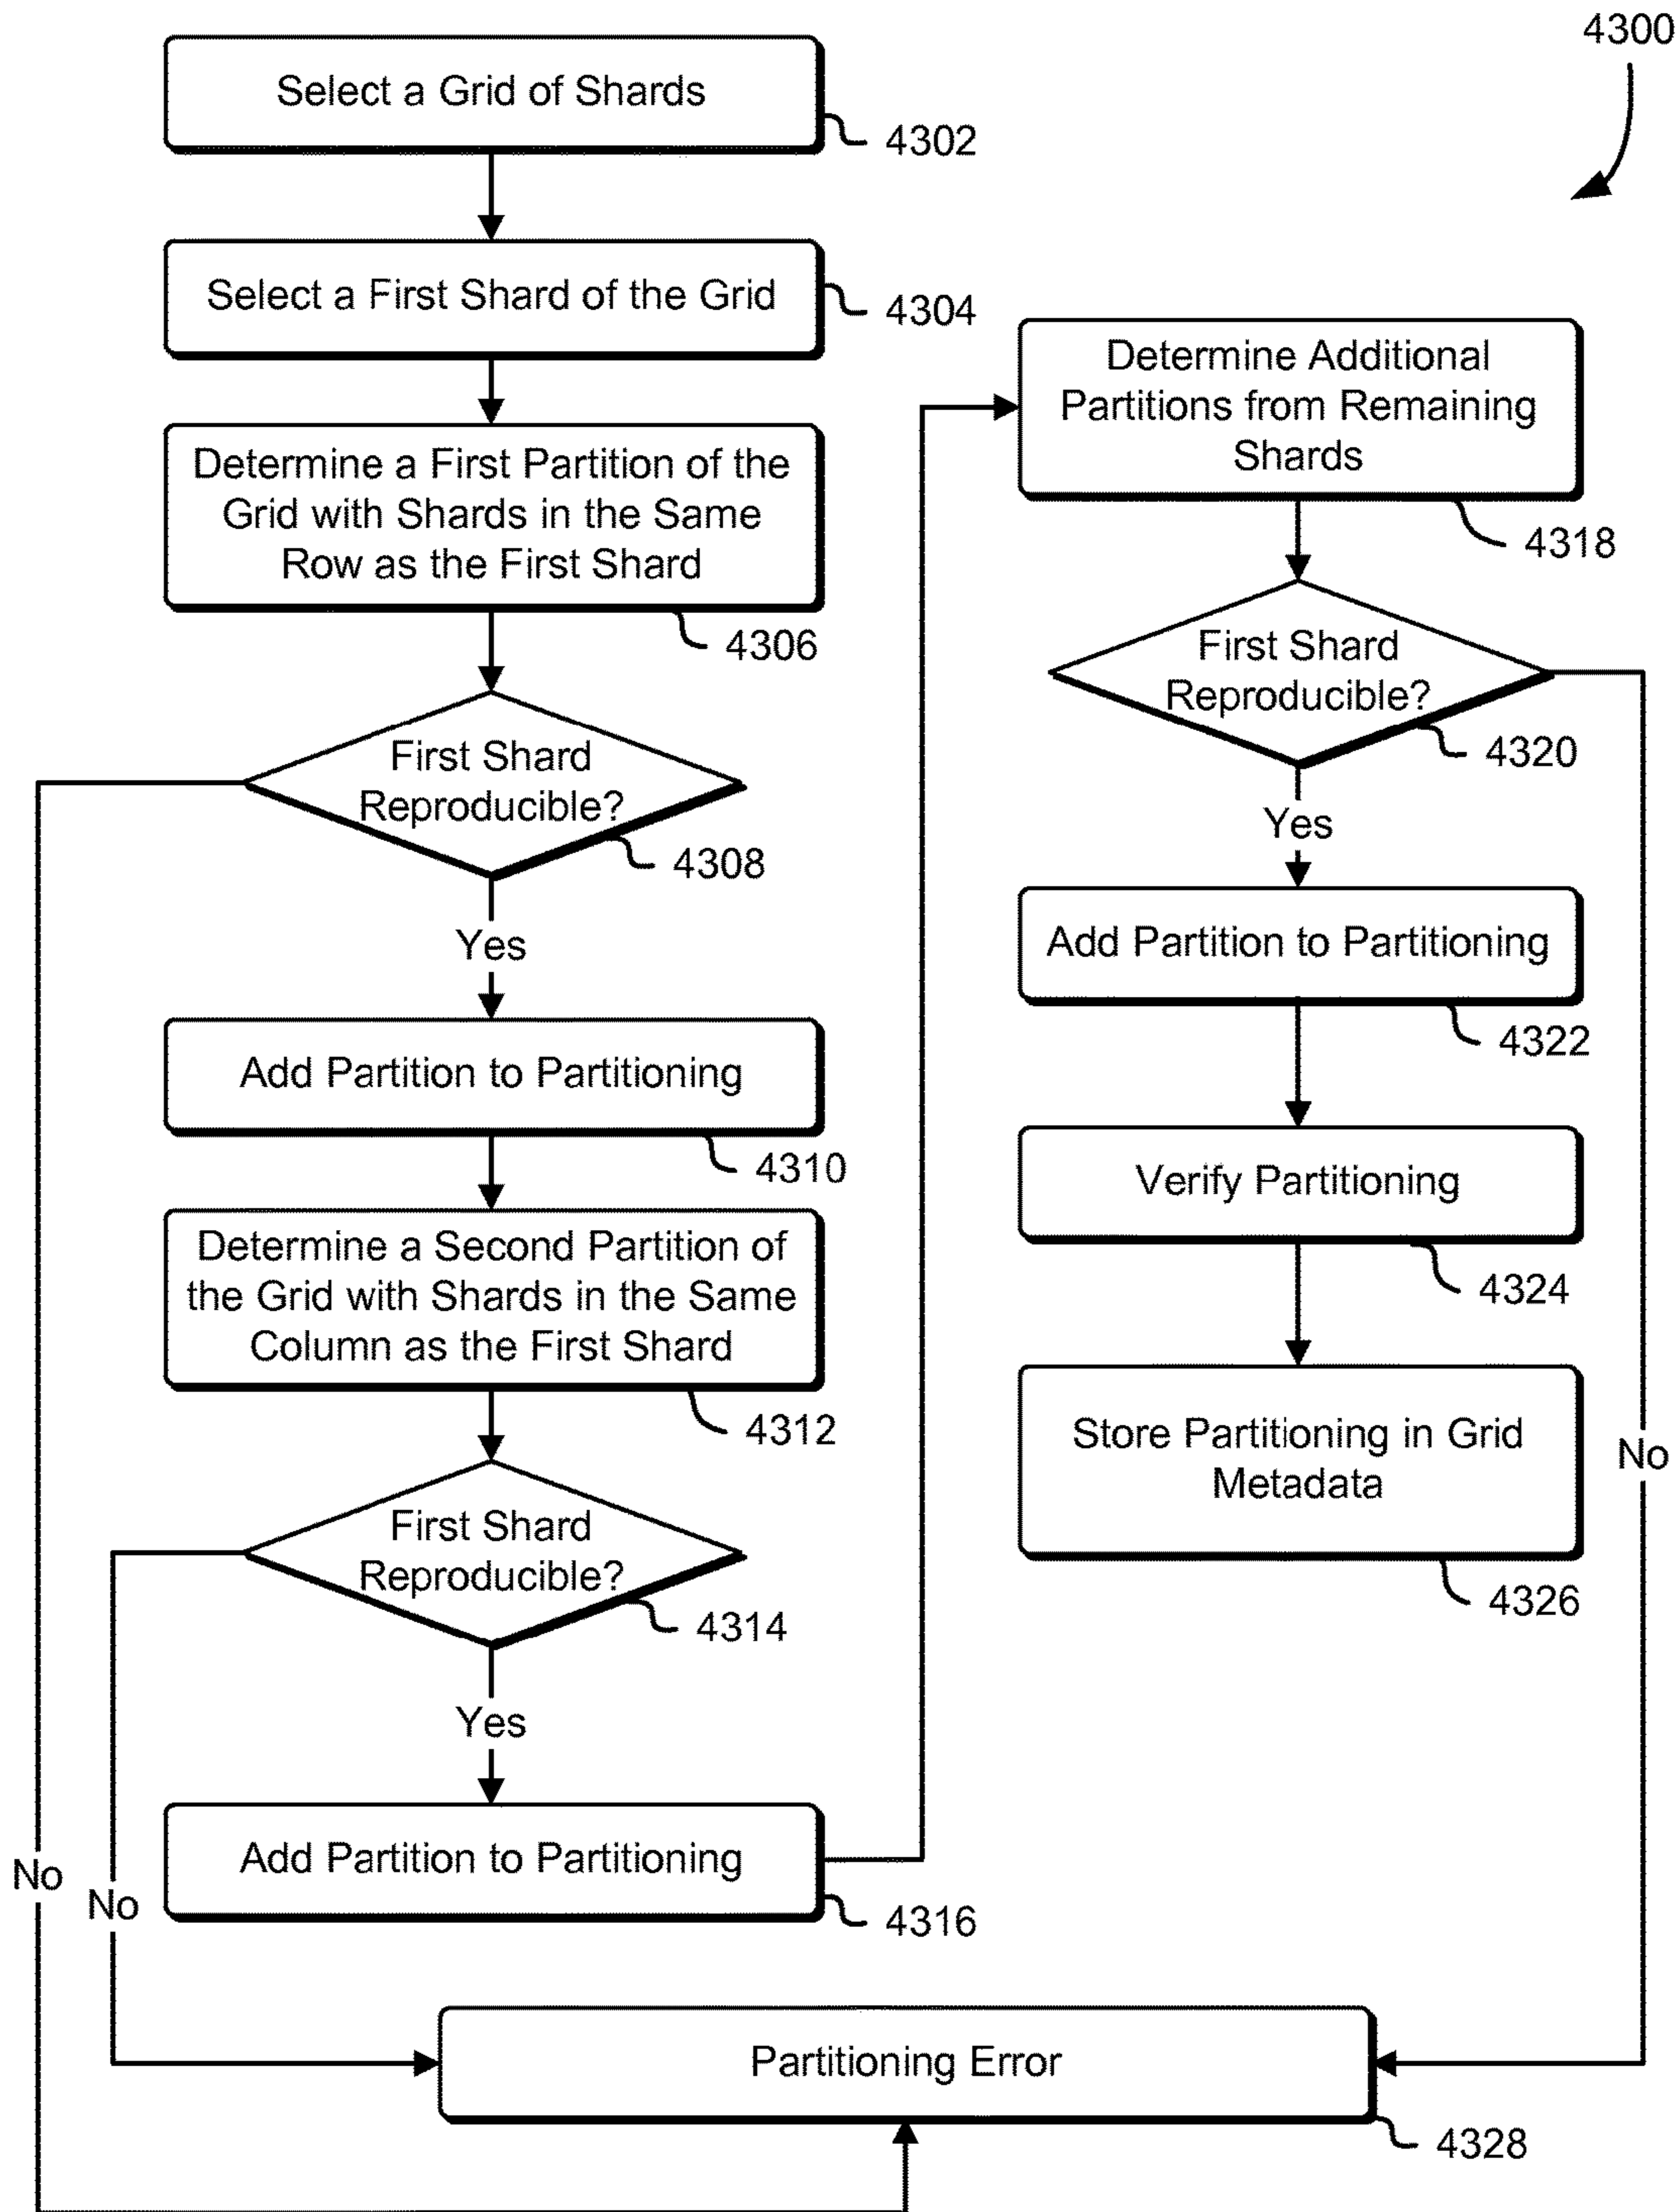 4300
Select a Grid of Shards
4302
Select a First Shard of the Grid
4304
Determine a First Partition of the
Grid with Shards in the Same
Row as the First Shard
4306
First Shard
Reproducible?
4308
Yes
Add Partition to Partitioning
4310
Determine a Second Partition of
the Grid with Shards in the Same
Column as the First Shard
4312
First Shard
Reproducible?
4314
Yes
Add Partition to Partitioning
4316
No
No
Determine Additional
Partitions from Remaining
Shards
4318
First Shard
Reproducible?
4320
Yes
Add Partition to Partitioning
4322
Verify Partitioning
4324
Store Partitioning in Grid
Metadata
4326
No
Partitioning Error
4328